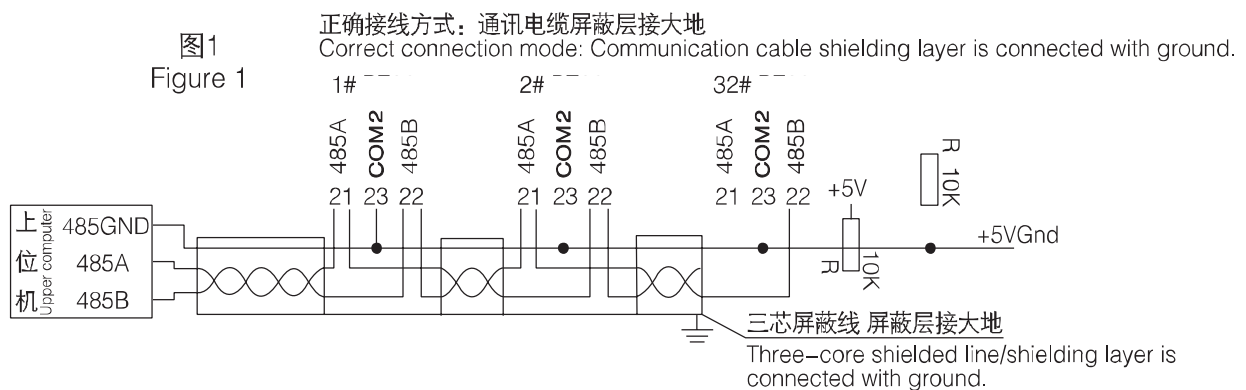 图1
Figure 1
正确接线方式：通讯电缆屏蔽层接大地
Correct connection mode: Communication cable shielding layer is connected with ground.
1#
2#
32#
485A COM2 485B
485A COM2 485B
485A COM2 485B
21 23 22
21 23 22
21 23 22
+5V
R 10K
R 10K
+5VGnd
上位机
Upper computer
485GND
485A
485B
三芯屏蔽线 屏蔽层接大地
Three-core shielded line/shielding layer is
connected with ground.